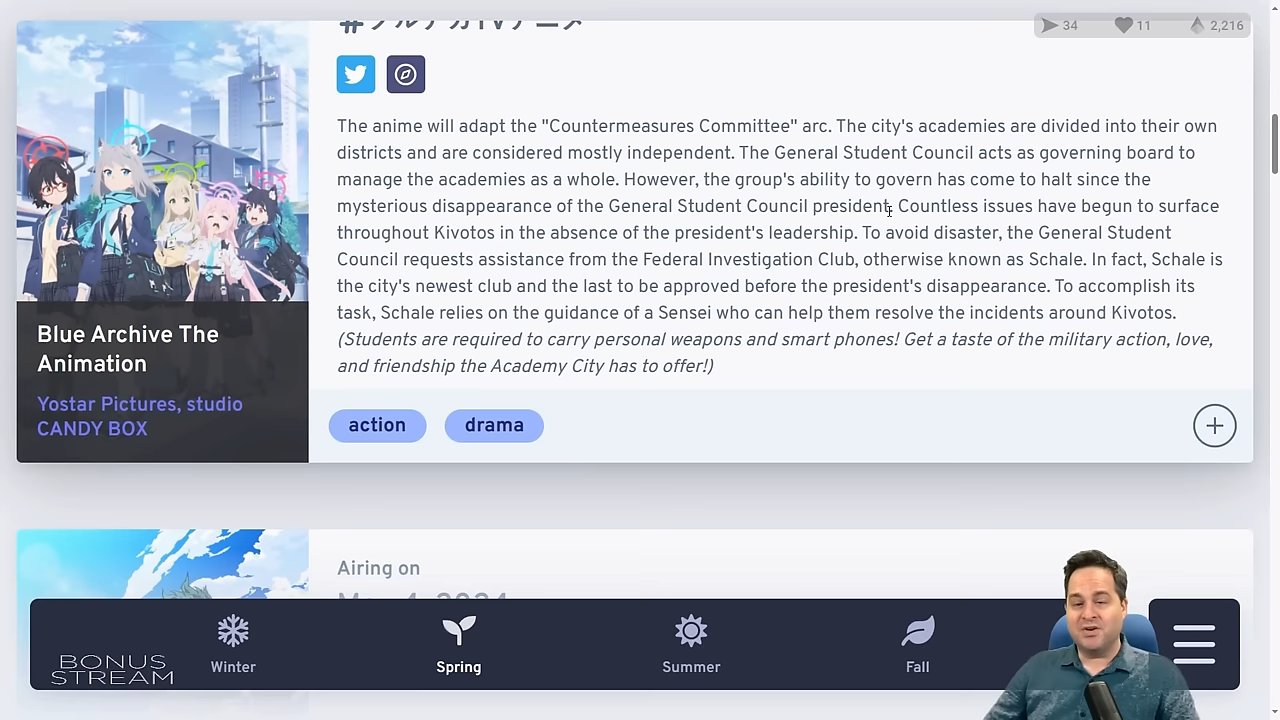 #ブルアカTVアニメ
34
11
2,216
The anime will adapt the "Countermeasures Committee" arc. The city's academies are divided into their own
districts and are considered mostly independent. The General Student Council acts as governing board to
manage the academies as a whole. However, the group's ability to govern has come to halt since the
mysterious disappearance of the General Student Council president. Countless issues have begun to surface
throughout Kivotos in the absence of the president's leadership. To avoid disaster, the General Student
Council requests assistance from the Federal Investigation Club, otherwise known as Schale. In fact, Schale is
the city's newest club and the last to be approved before the president's disappearance. To accomplish its
task, Schale relies on the guidance of a Sensei who can help them resolve the incidents around Kivotos.
(Students are required to carry personal weapons and smart phones! Get a taste of the military action, love,
and friendship the Academy City has to offer!)
Blue Archive The
Animation
Yostar Pictures, studio
CANDY BOX
action
drama
Airing on
BONUS
STREAM
Winter
Spring
Summer
Fall